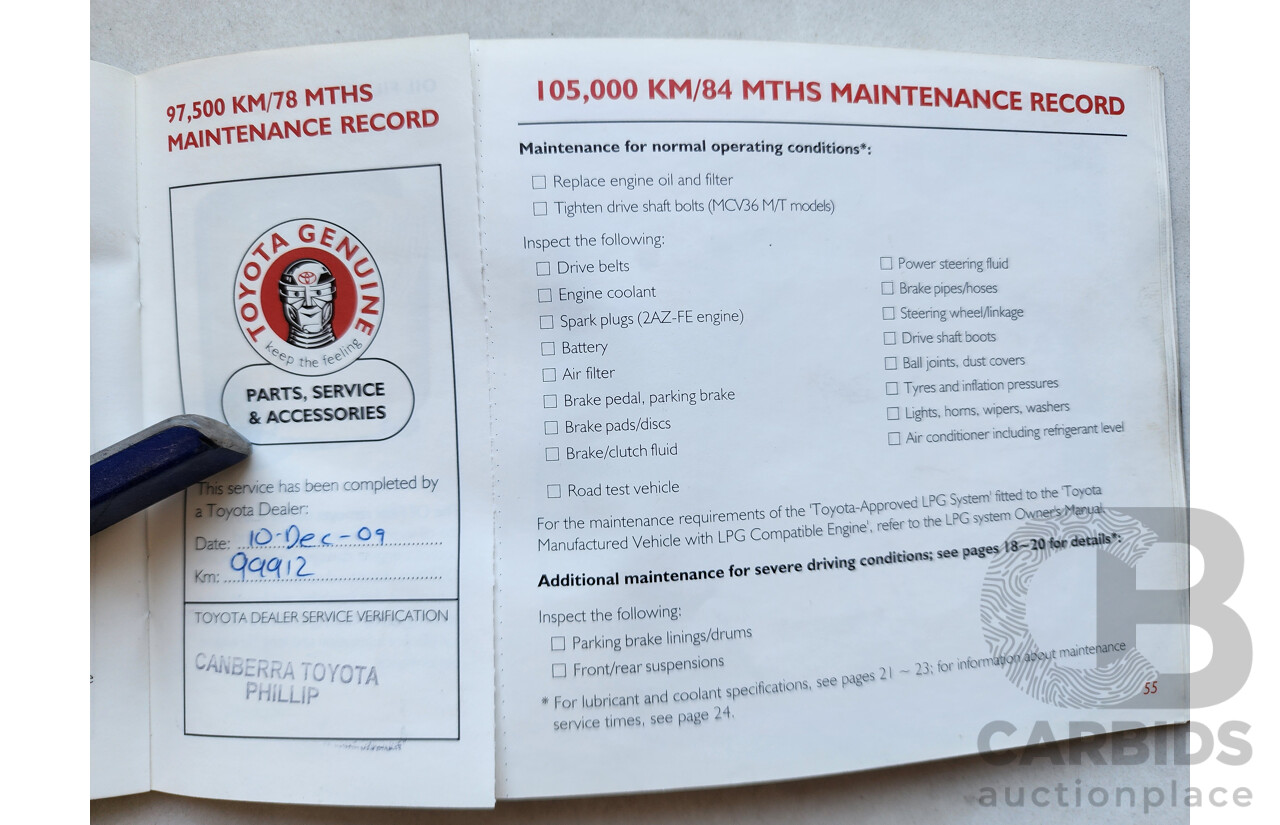 97,500 KM/78 MTHS
MAINTENANCE RECORD
TOYOTA GENUINE
keep the feeling
PARTS, SERVICE
& ACCESSORIES
This service has been completed by
a Toyota Dealer:
Date: 10-Dec-09
Km: 99912
TOYOTA DEALER SERVICE VERIFICATION
CANBERRA TOYOTA
PHILLIP
105,000 KM/84 MTHS MAINTENANCE RECORD
Maintenance for normal operating conditions*:
Replace engine oil and filter
Tighten drive shaft bolts (MCV36 M/T models)
Inspect the following:
Drive belts
Engine coolant
Spark plugs (2AZ-FE engine)
Battery
Air filter
Brake pedal, parking brake
Brake pads/discs
Brake/clutch fluid
Road test vehicle
Power steering fluid
Brake pipes/hoses
Steering wheel/linkage
Drive shaft boots
Ball joints, dust covers
Tyres and inflation pressures
Lights, horns, wipers, washers
Air conditioner including refrigerant level
For the maintenance requirements of the 'Toyota-Approved LPG System' fitted to the 'Toyota
Manufactured Vehicle with LPG Compatible Engine', refer to the LPG system Owner's Manual.
Additional maintenance for severe driving conditions; see pages 18~20 for details*:
Inspect the following:
Parking brake linings/drums
Front/rear suspensions
* For lubricant and coolant specifications, see pages 21 ~ 23; for information about maintenance
service times, see page 24.
55
CB
CARBIDS
auctionplace